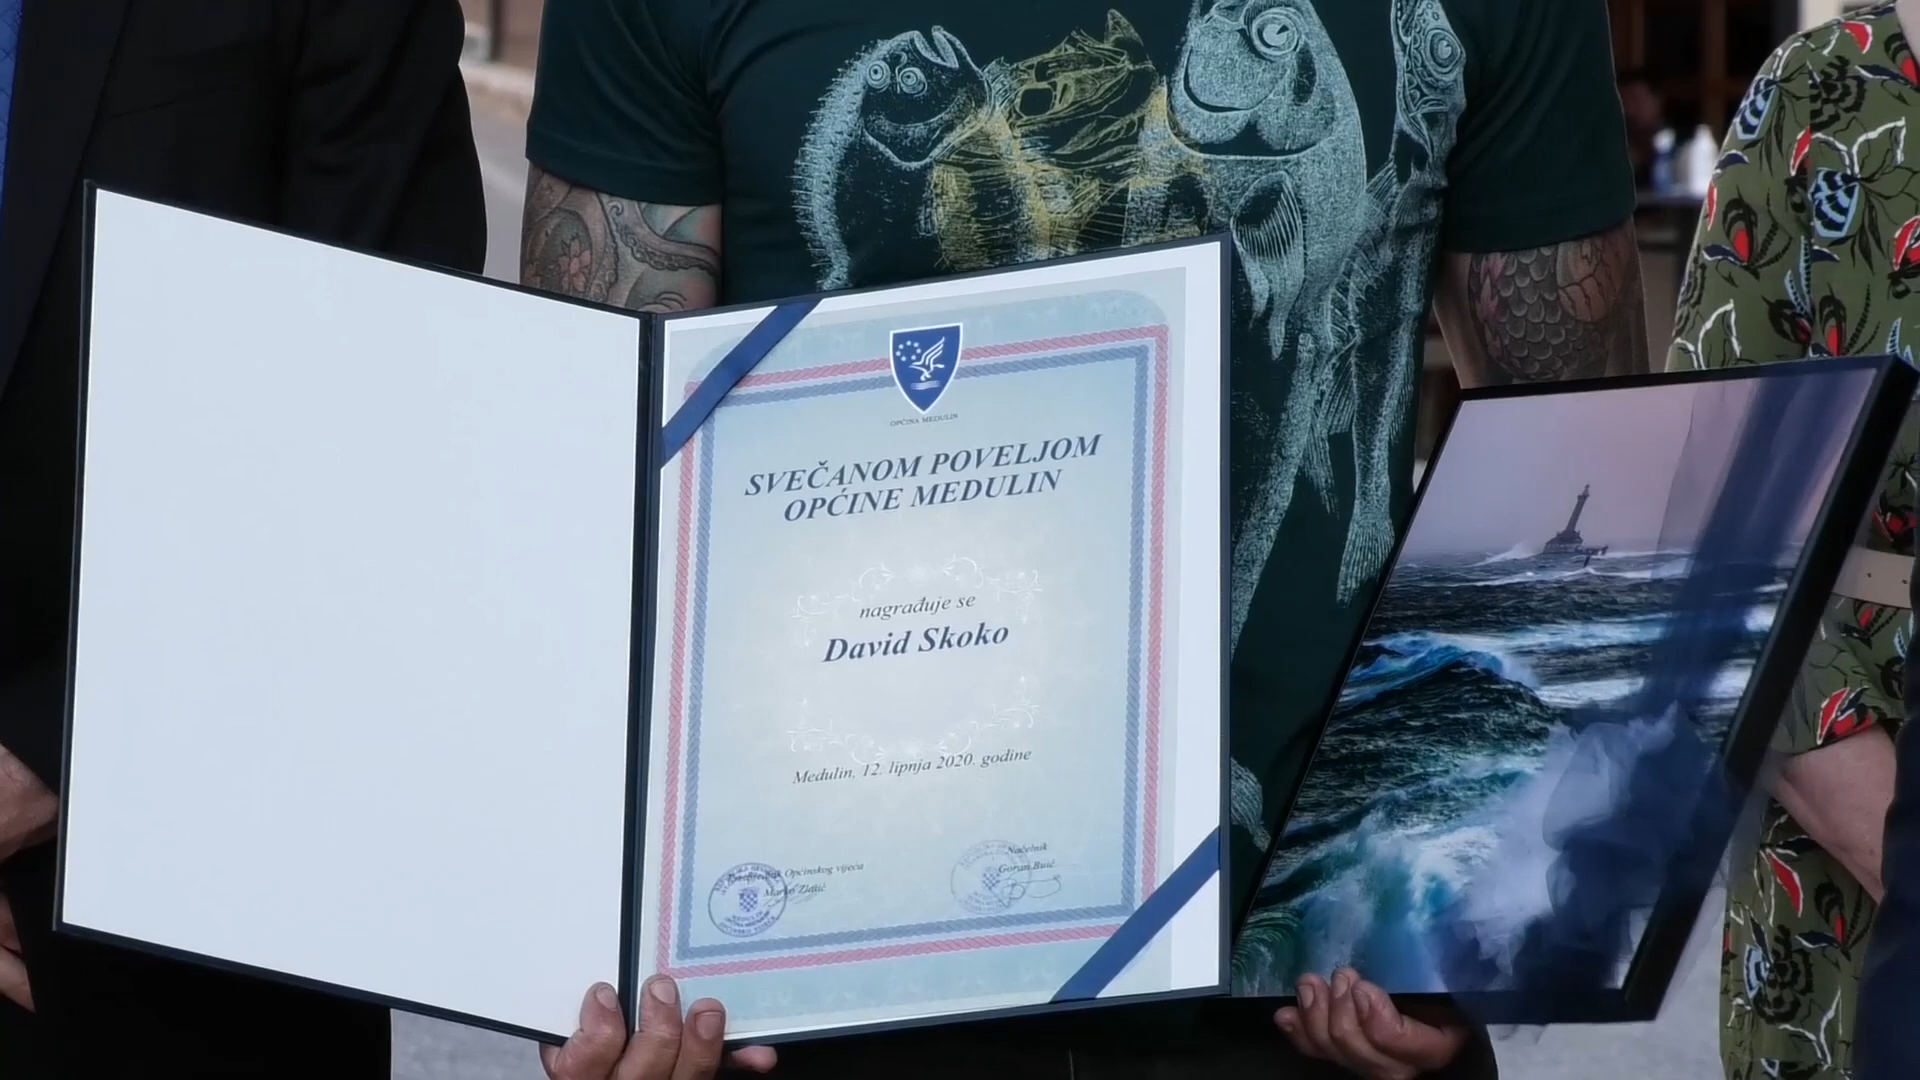 OPĆINA MEDULIN
SVEČANOM POVELJOM
OPĆINE MEDULIN
nagrađuje se
David Skoko
Medulin, 12. lipnja 2020. godine
Općinskog vijeća
Načelnik
Goran Buić